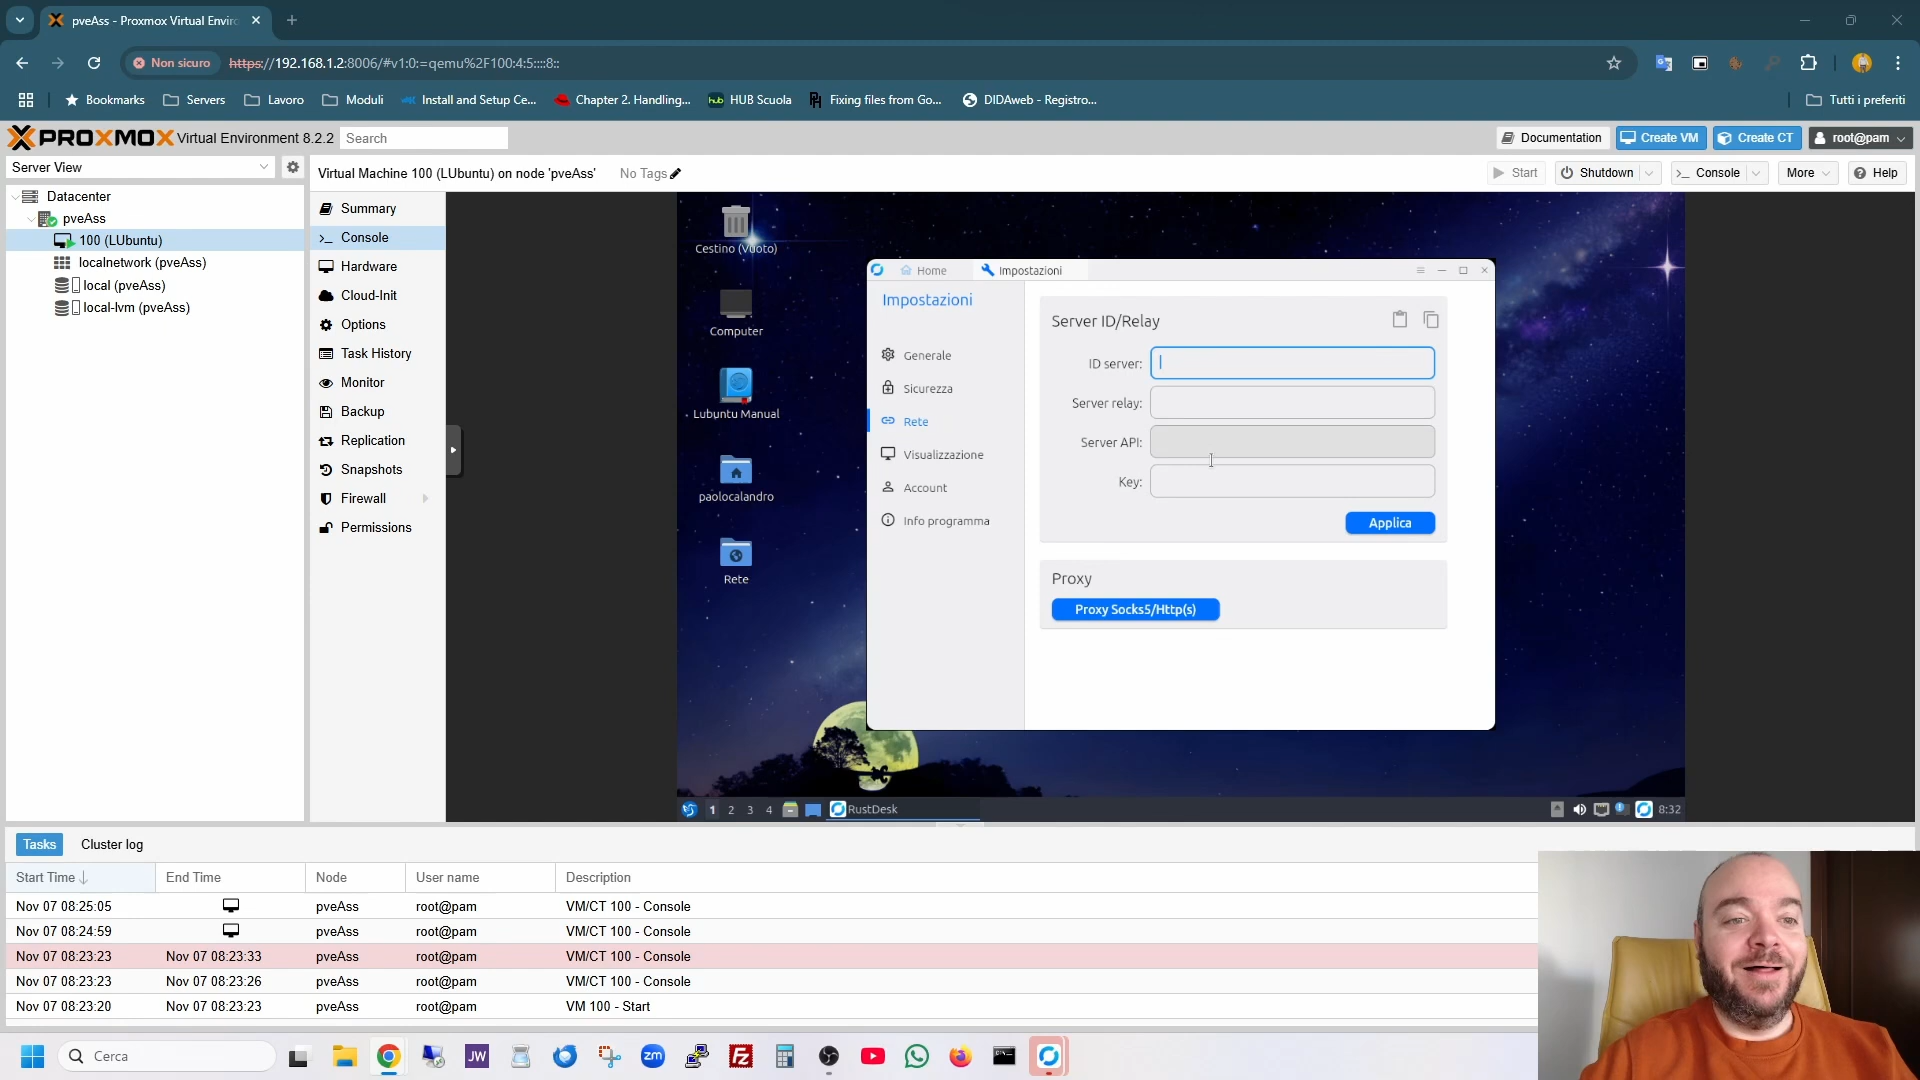 pveAss - Proxmox Virtual Enviro
Non sicuro
https://192.168.1.2:8006/#v1:0:=qemu%2F100:4:5::::8::
Bookmarks
Servers
Lavoro
Moduli
Install and Setup Ce...
Chapter 2. Handling,...
HUB Scuola
Fixing files from Go...
DIDAweb - Registro...
Tutti i preferiti
PROXMOX Virtual Environment 8.2.2
Search
Documentation
Create VM
Create CT
root@pam
Server View
Virtual Machine 100 (LUbuntu) on node 'pveAss'
No Tags
Start
Shutdown
Console
More
Help
Datacenter
pveAss
100 (LUbuntu)
localnetwork (pveAss)
local (pveAss)
local-lvm (pveAss)
Summary
Console
Hardware
Cloud-Init
Options
Task History
Monitor
Backup
Replication
Snapshots
Firewall
Permissions
Cestino (Vuoto)
Computer
Lubuntu Manual
paolocalandro
Rete
Home
Impostazioni
Impostazioni
Generale
Sicurezza
Rete
Visualizzazione
Account
Info programma
Server ID/Relay
ID server:
Server relay:
Server API:
Key:
Applica
Proxy
Proxy Socks5/Http(s)
1 2 3 4
RustDesk
8:32
Tasks
Cluster log
Start Time End Time Node User name Description
Nov 07 08:25:05 pveAss root@pam VM/CT 100 - Console
Nov 07 08:24:59 pveAss root@pam VM/CT 100 - Console
Nov 07 08:23:23 Nov 07 08:23:33 pveAss root@pam VM/CT 100 - Console
Nov 07 08:23:23 Nov 07 08:23:26 pveAss root@pam VM/CT 100 - Console
Nov 07 08:23:20 Nov 07 08:23:23 pveAss root@pam VM 100 - Start
Cerca
JW
zm
FZ